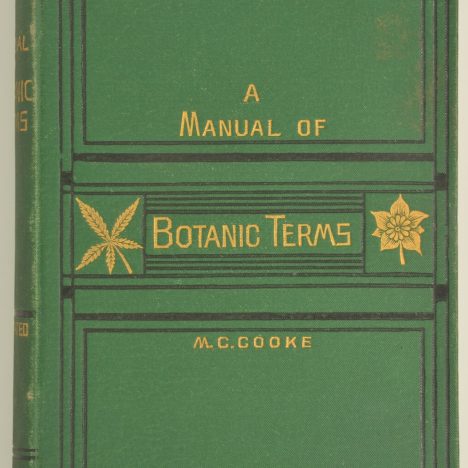 A
MANUAL OF
BOTANIC TERMS
M.C.COOKE